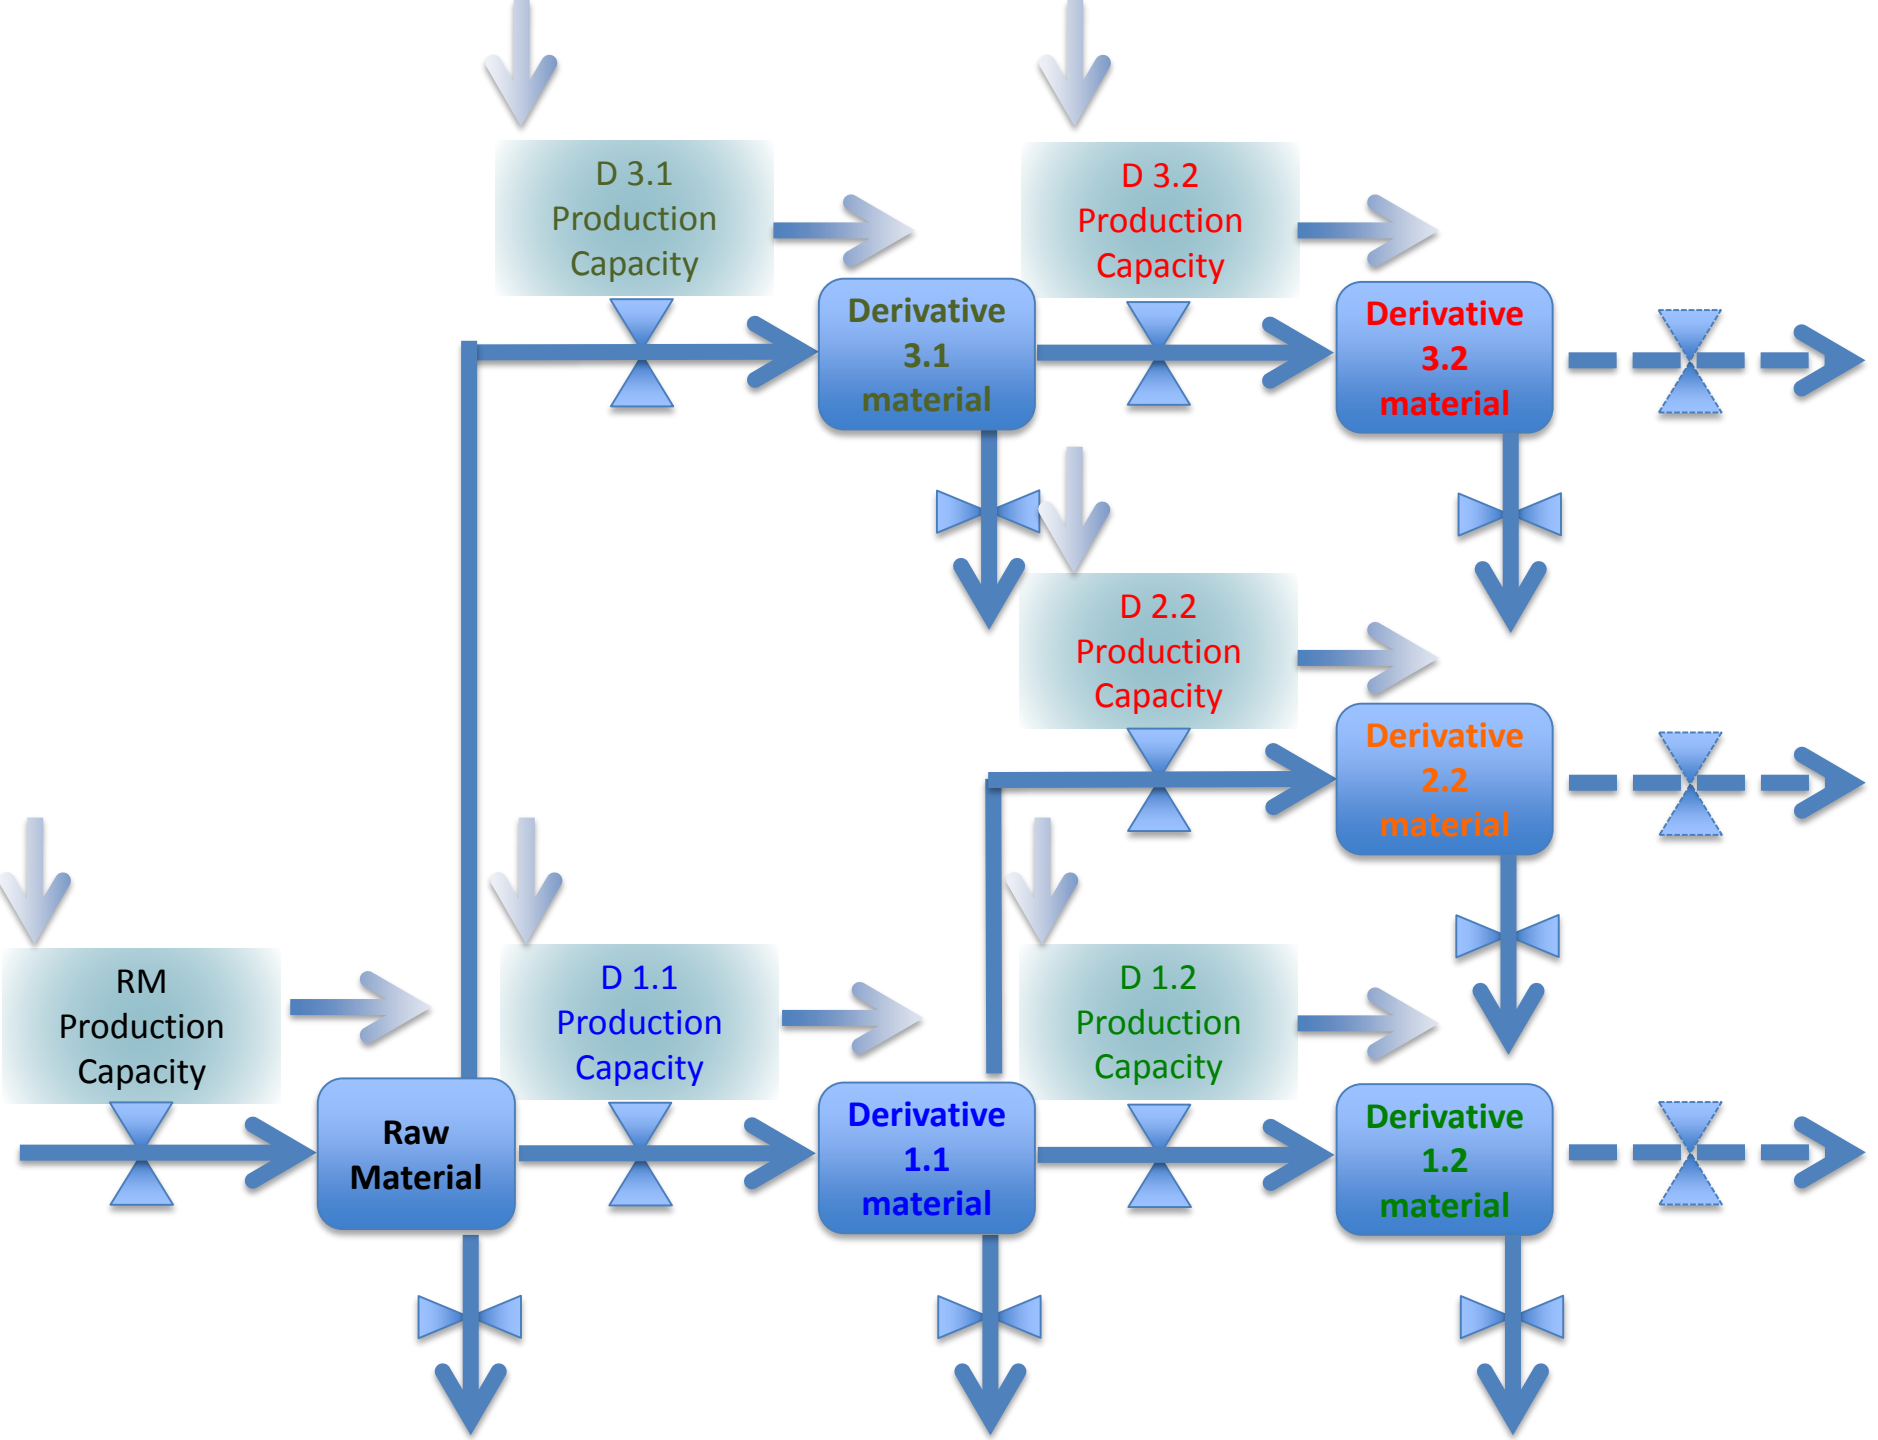 D 3.1
Production
Capacity
D 3.2
Production
Capacity
Derivative
3.1
material
Derivative
3.2
material
D 2.2
Production
Capacity
Derivative
2.2
material
RM
Production
Capacity
D 1.1
Production
Capacity
D 1.2
Production
Capacity
Raw
Material
Derivative
1.1
material
Derivative
1.2
material